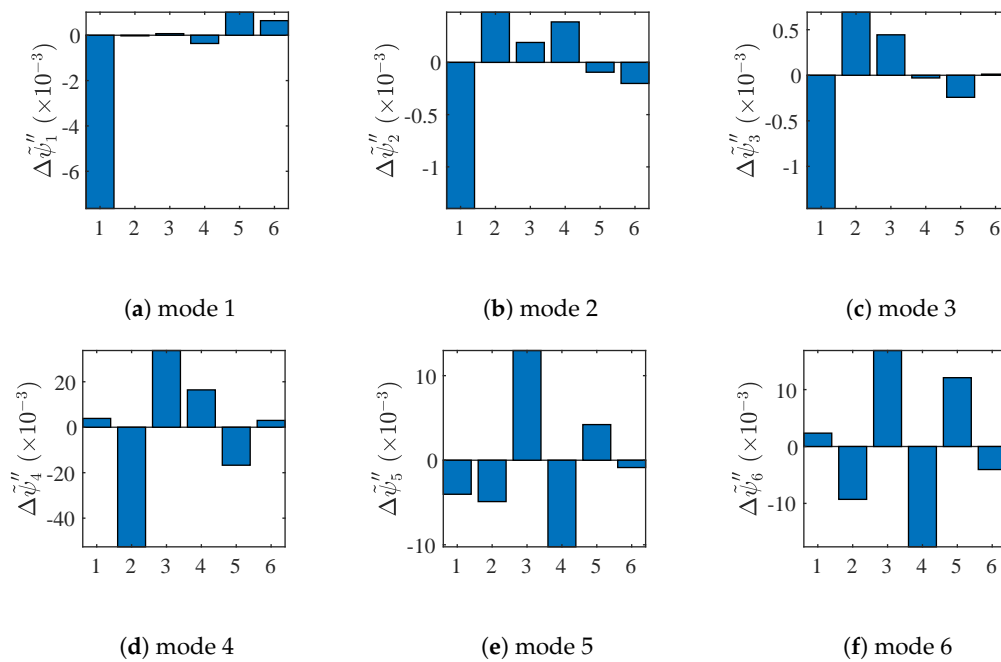 Δψ̃″₁ (×10⁻³)
0
-2
-4
-6
1 2 3 4 5 6
(a) mode 1
Δψ̃″₂ (×10⁻³)
0
-0.5
-1
1 2 3 4 5 6
(b) mode 2
Δψ̃″₃ (×10⁻³)
0.5
0
-0.5
-1
1 2 3 4 5 6
(c) mode 3
Δψ̃″₄ (×10⁻³)
20
0
-20
-40
1 2 3 4 5 6
(d) mode 4
Δψ̃″₅ (×10⁻³)
10
0
-10
1 2 3 4 5 6
(e) mode 5
Δψ̃″₆ (×10⁻³)
10
0
-10
1 2 3 4 5 6
(f) mode 6